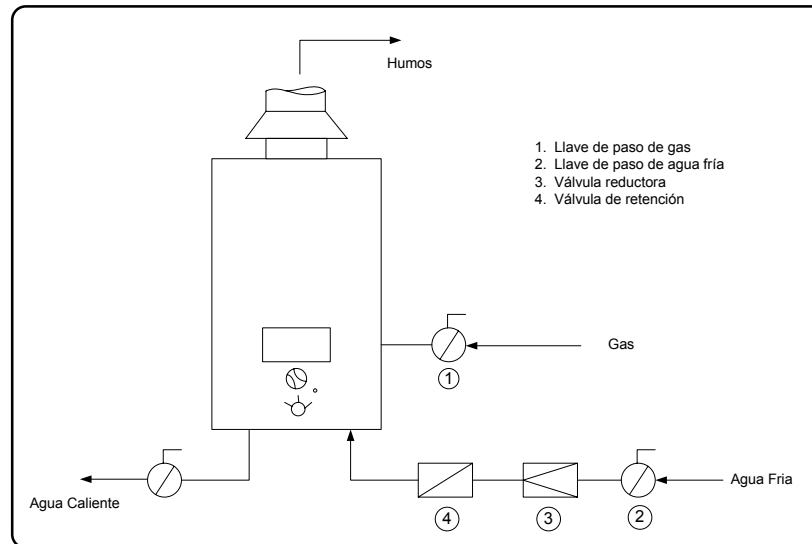 Humos
1. Llave de paso de gas
2. Llave de paso de agua fría
3. Válvula reductora
4. Válvula de retención
Gas
1
Agua Fria
Agua Caliente
4
3
2